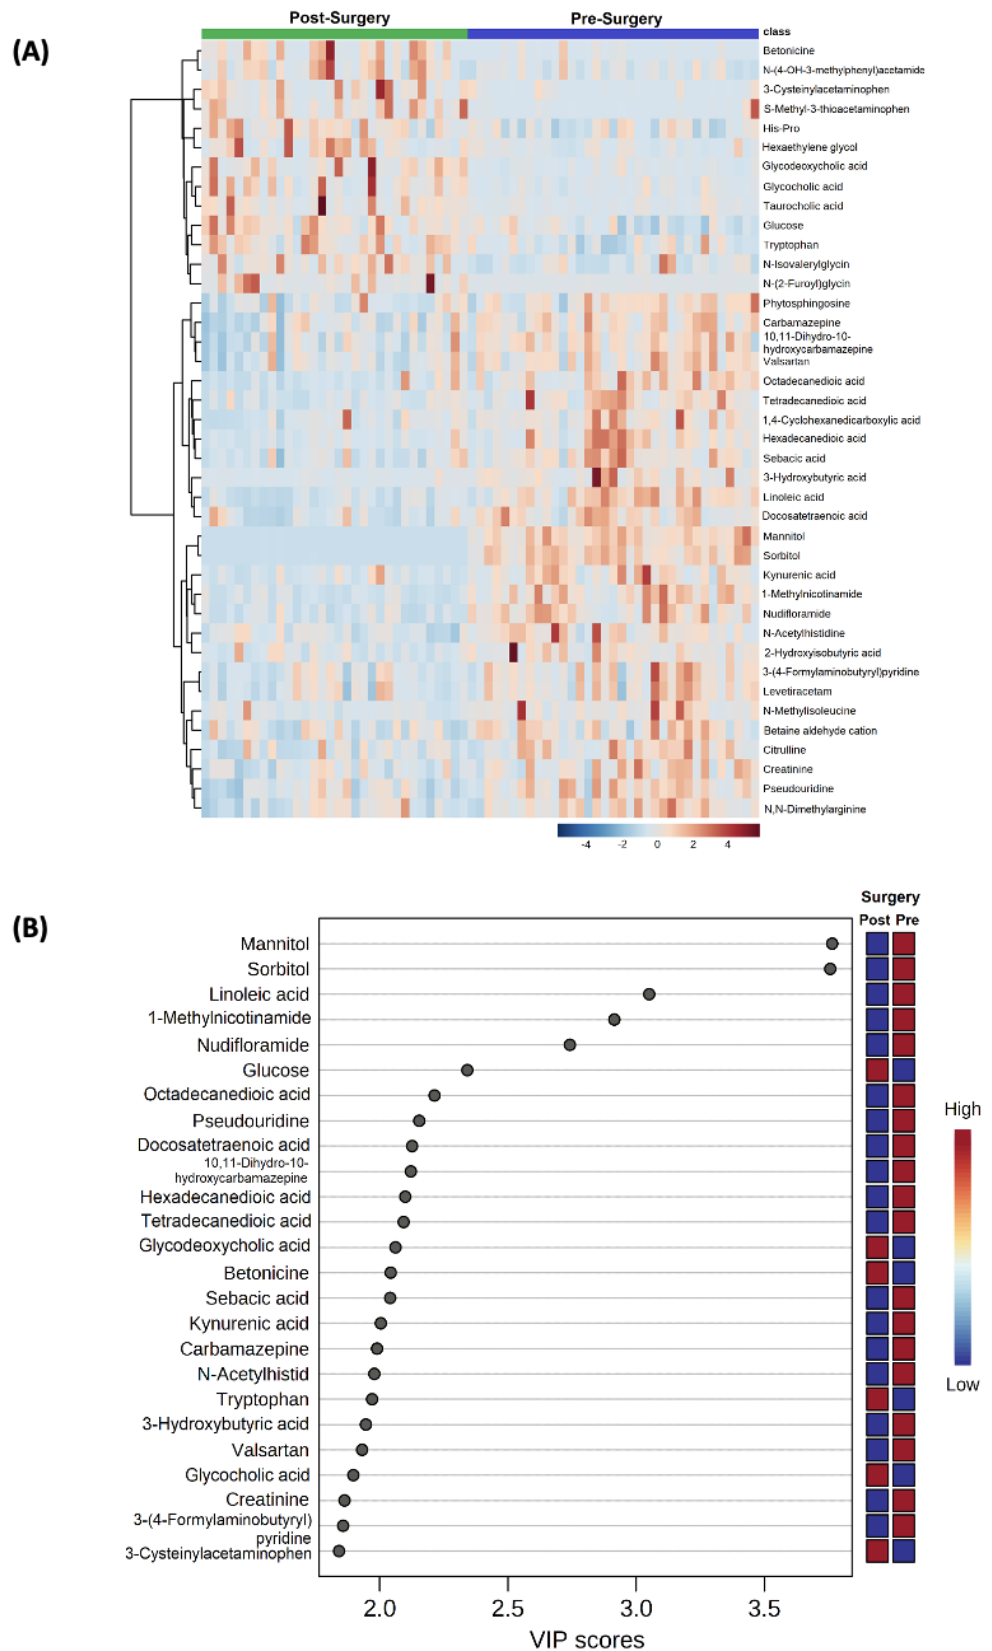 (A)
Post-Surgery Pre-Surgery
class
Betonicine
N-(4-OH-3-methylphenyl)acetamide
3-Cysteinylacetaminophen
S-Methyl-3-thioacetaminophen
His-Pro
Hexaethylene glycol
Glycodeoxycholic acid
Glycocholic acid
Taurocholic acid
Glucose
Tryptophan
N-Isovalerylglycin
N-(2-Furoyl)glycin
Phytosphingosine
Carbamazepine
10,11-Dihydro-10-
hydroxycarbamazepine
Valsartan
Octadecanedioic acid
Tetradecanedioic acid
1,4-Cyclohexanedicarboxylic acid
Hexadecanedioic acid
Sebacic acid
3-Hydroxybutyric acid
Linoleic acid
Docosatetraenoic acid
Mannitol
Sorbitol
Kynurenic acid
1-Methylnicotinamide
Nudifloramide
N-Acetylhistidine
2-Hydroxyisobutyric acid
3-(4-Formylaminobutyryl)pyridine
Levetiracetam
N-Methylisoleucine
Betaine aldehyde cation
Citrulline
Creatinine
Pseudouridine
N,N-Dimethylarginine
-4 -2 0 2 4
(B)
Surgery
Post Pre
Mannitol
Sorbitol
Linoleic acid
1-Methylnicotinamide
Nudifloramide
Glucose
Octadecanedioic acid
Pseudouridine
Docosatetraenoic acid
10,11-Dihydro-10-
hydroxycarbamazepine
Hexadecanedioic acid
Tetradecanedioic acid
Glycodeoxycholic acid
Betonicine
Sebacic acid
Kynurenic acid
Carbamazepine
N-Acetylhistid
Tryptophan
3-Hydroxybutyric acid
Valsartan
Glycocholic acid
Creatinine
3-(4-Formylaminobutyryl)
pyridine
3-Cysteinylacetaminophen
High
Low
2.0 2.5 3.0 3.5
VIP scores